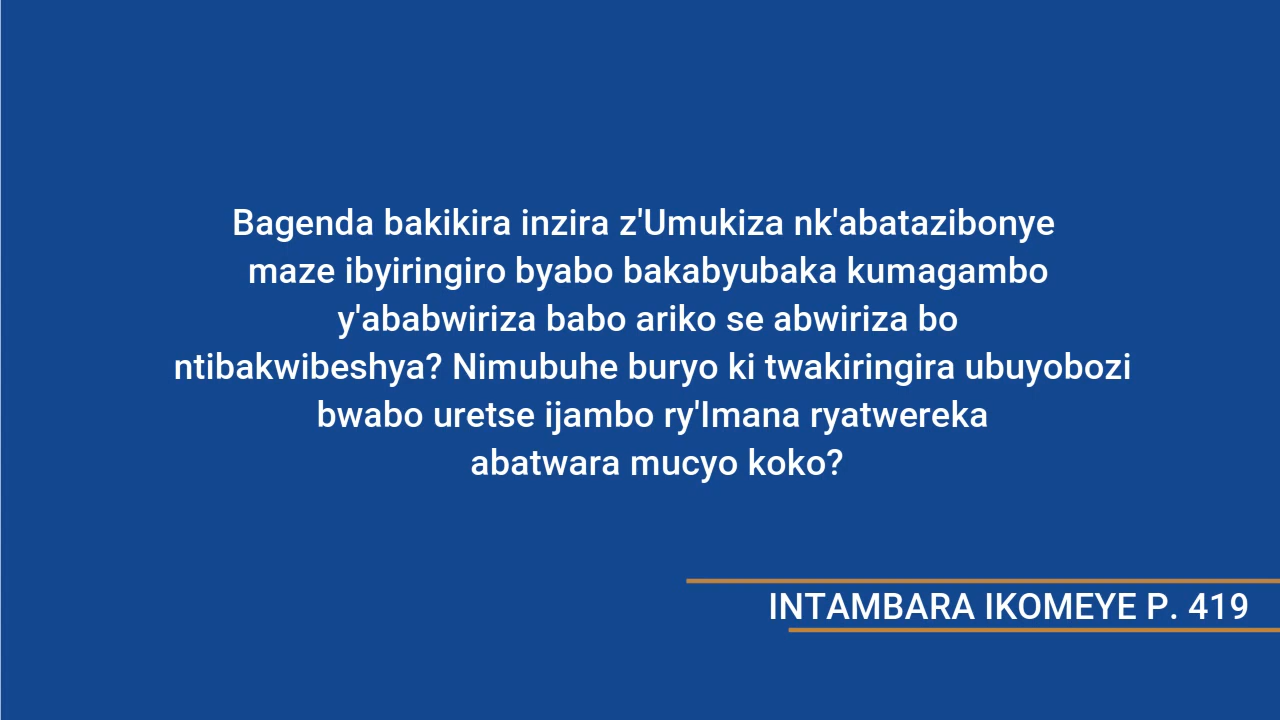 Bagenda bakikira inzira z'Umukiza nk'abatazibonye
maze ibyiringiro byabo bakabyubaka kumagambo
y'ababwiriza babo ariko se abwiriza bo
ntibakwibeshya? Nimubuhe buryo ki twakiringira ubuyobozi
bwabo uretse ijambo ry'Imana ryatwereka
abatwara mucyo koko?
INTAMBARA IKOMEYE P. 419